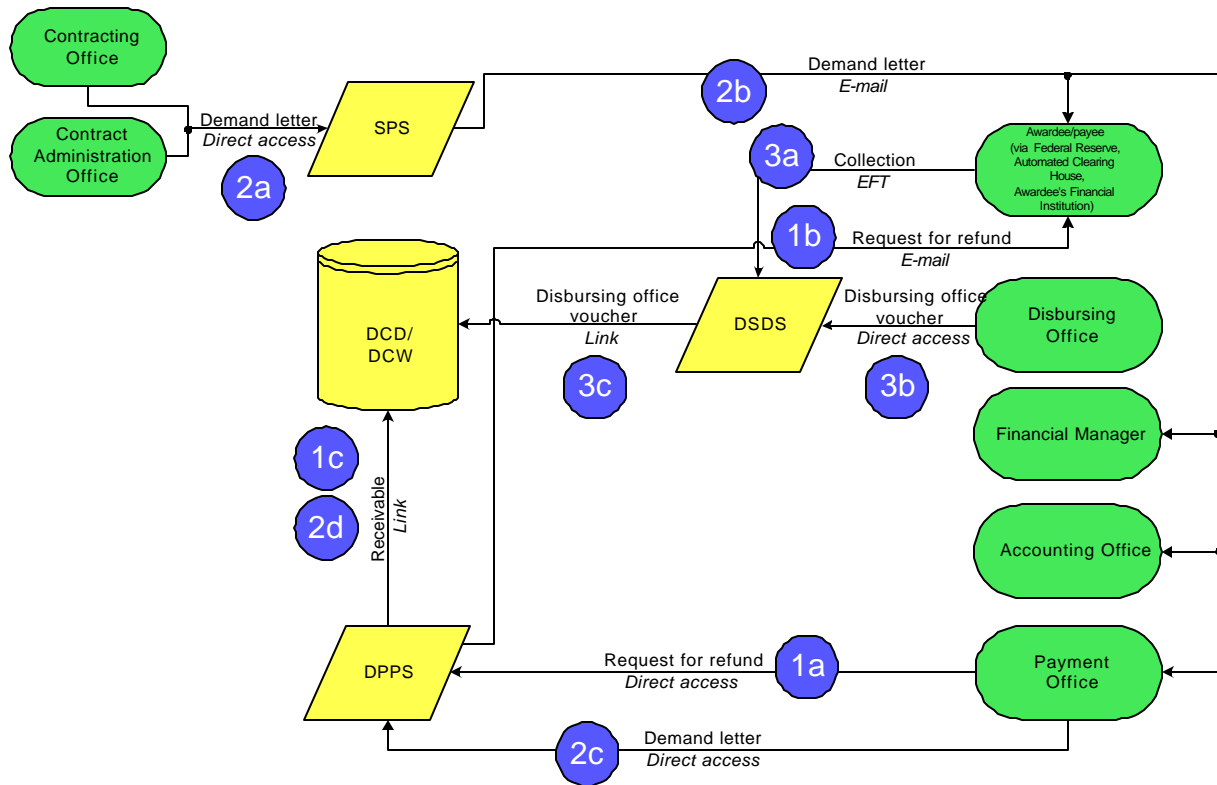 Contracting
Office
Contract
Administration
Office
Demand letter
Direct access
2a
SPS
2b
Demand letter
E-mail
Awardee/payee
(via Federal Reserve,
Automated Clearing
House,
Awardee's Financial
Institution)
3a
Collection
EFT
1b
Request for refund
E-mail
DCD/
DCW
Disbursing office
voucher
Link
3c
DSDS
Disbursing office
voucher
Direct access
3b
Disbursing
Office
Financial Manager
1c
2d
Receivable
Link
Accounting Office
DPPS
Request for refund
Direct access
1a
Payment
Office
2c
Demand letter
Direct access